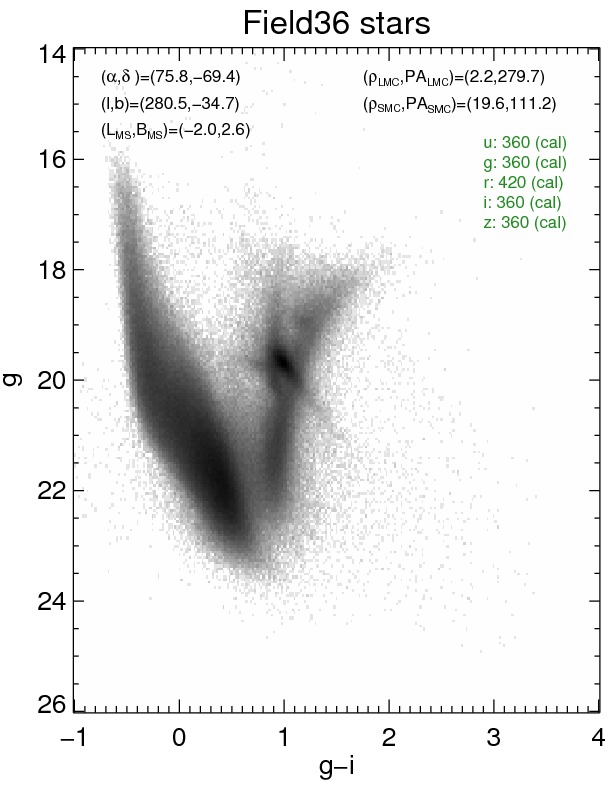 Field36 stars
(α,δ )=(75.8,−69.4)
(l,b)=(280.5,−34.7)
(LMS,BMS)=(−2.0,2.6)
(ρLMC,PALMC)=(2.2,279.7)
(ρSMC,PASMC)=(19.6,111.2)
u: 360 (cal)
g: 360 (cal)
r: 420 (cal)
i: 360 (cal)
z: 360 (cal)
14
16
18
20
22
24
26
g
−1 0 1 2 3 4
g−i